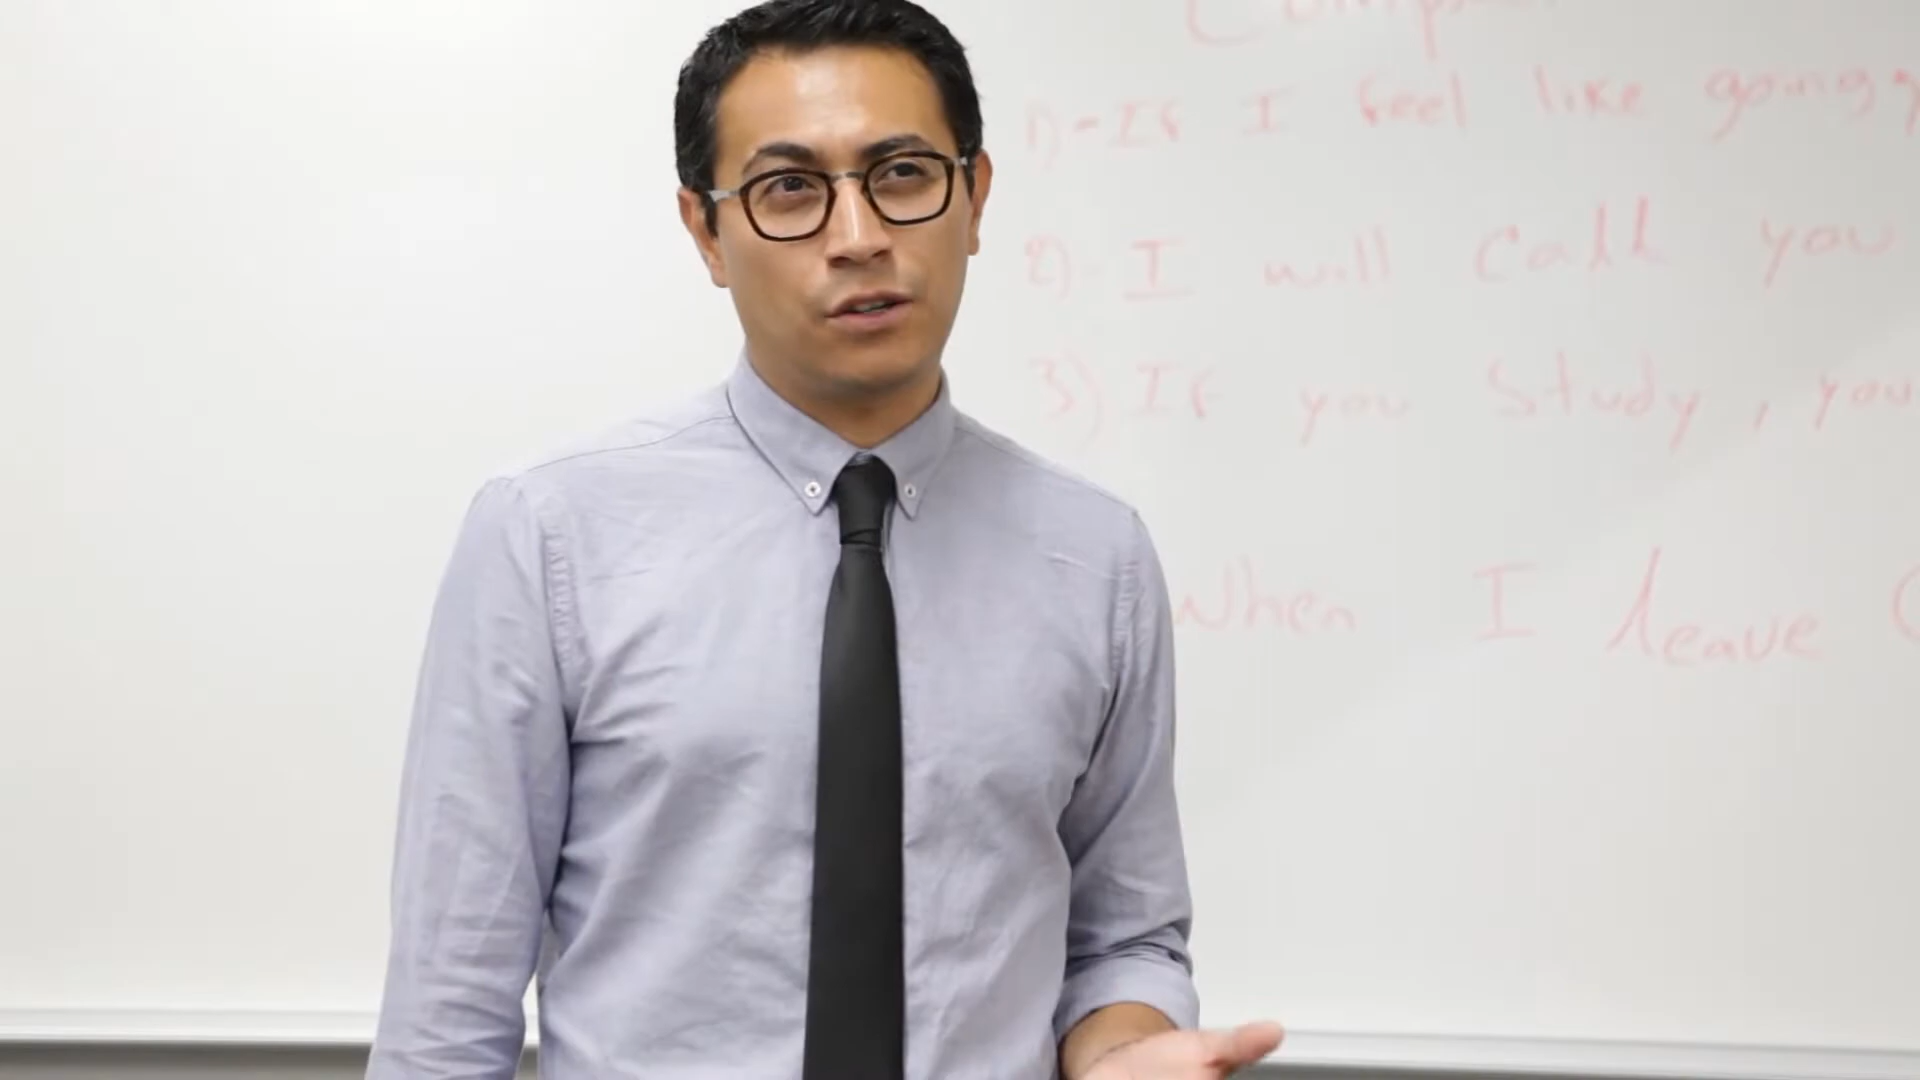 1)- If I feel like going
2)- I will call you
3) If you study, you
When I leave